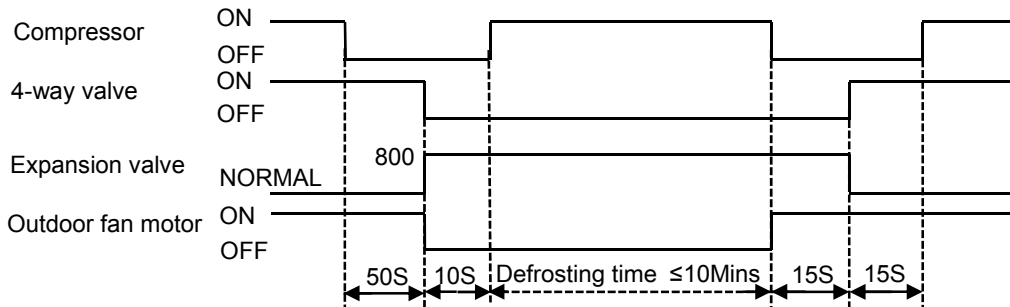 Compressor
ON
OFF
4-way valve
ON
OFF
Expansion valve
800
NORMAL
Outdoor fan motor
ON
OFF
50S 10S Defrosting time ≤10Mins 15S 15S